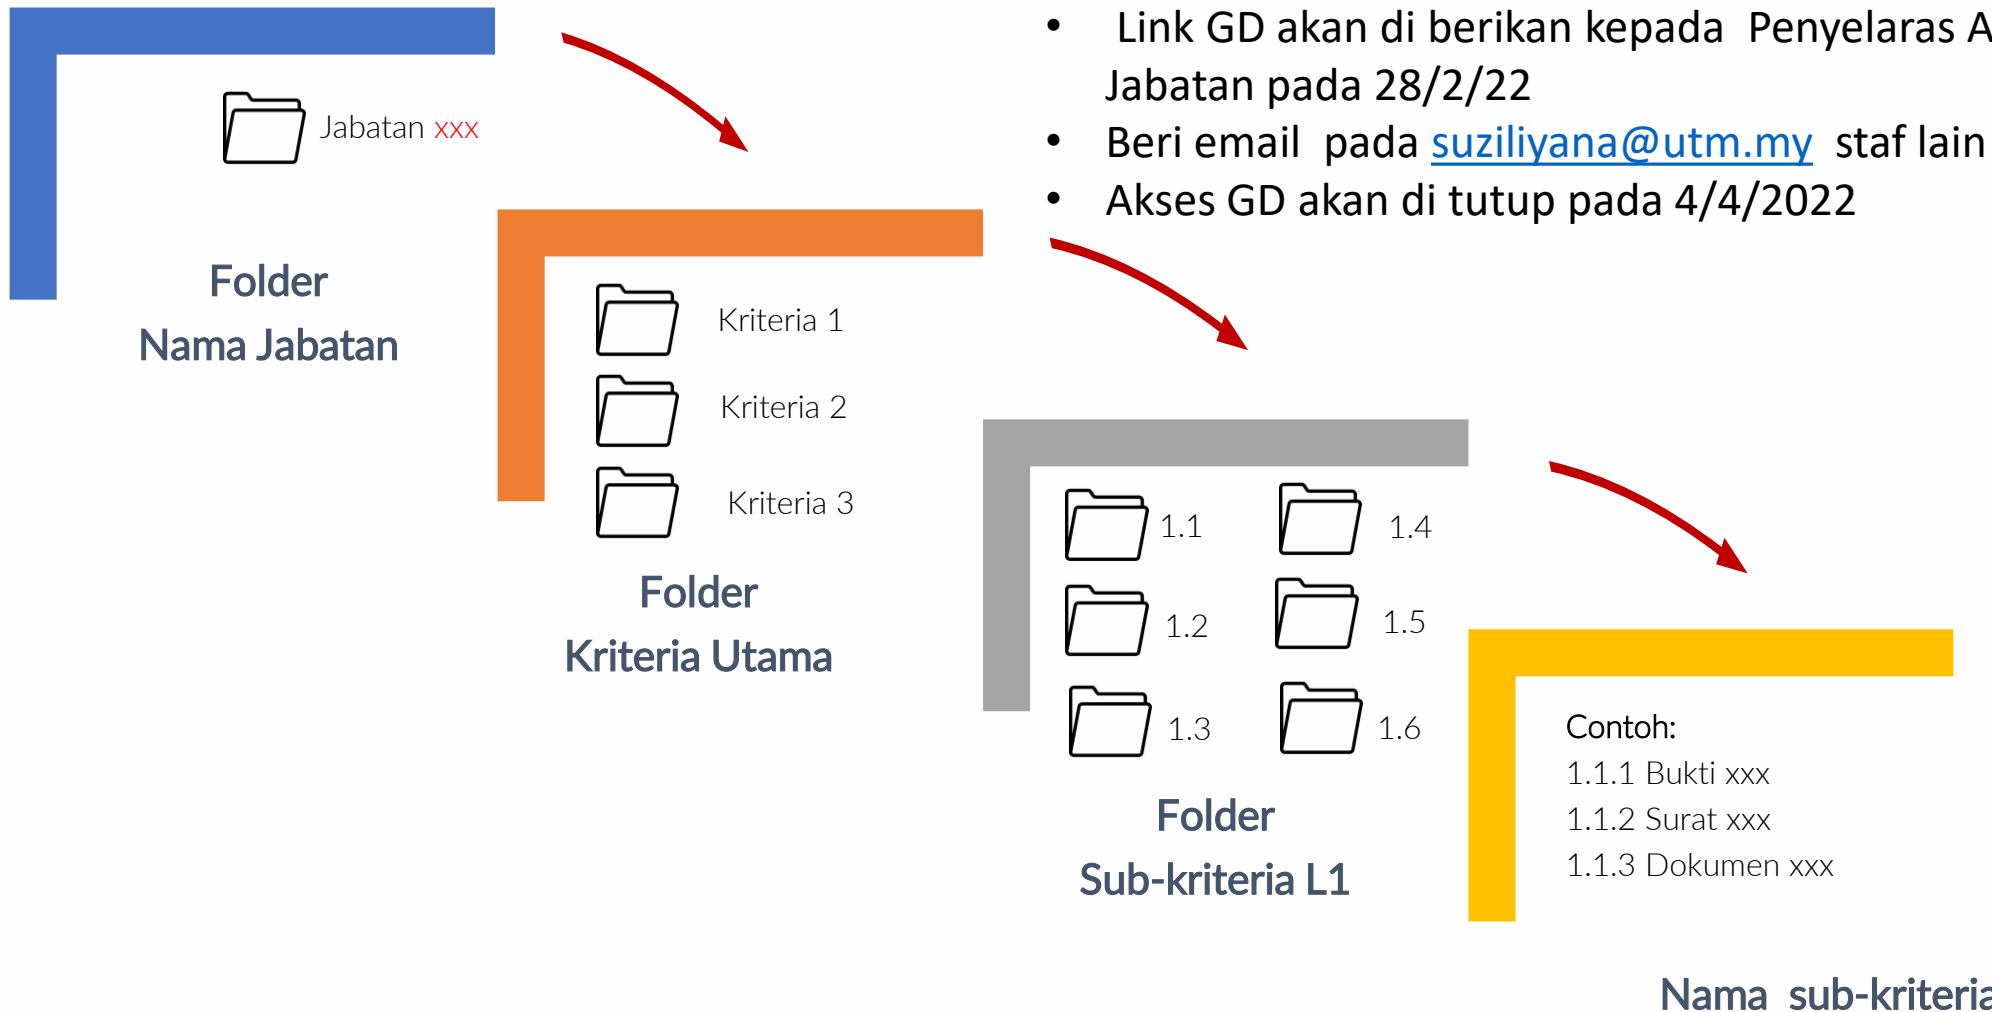 • Link GD akan di berikan kepada Penyelaras A
Jabatan pada 28/2/22
• Beri email pada suziliyana@utm.my staf lain
• Akses GD akan di tutup pada 4/4/2022
Jabatan xxx
Folder
Nama Jabatan
Kriteria 1
Kriteria 2
Kriteria 3
Folder
Kriteria Utama
1.1
1.4
1.2
1.5
1.3
1.6
Folder
Sub-kriteria L1
Contoh:
1.1.1 Bukti xxx
1.1.2 Surat xxx
1.1.3 Dokumen xxx
Nama sub-kriteria